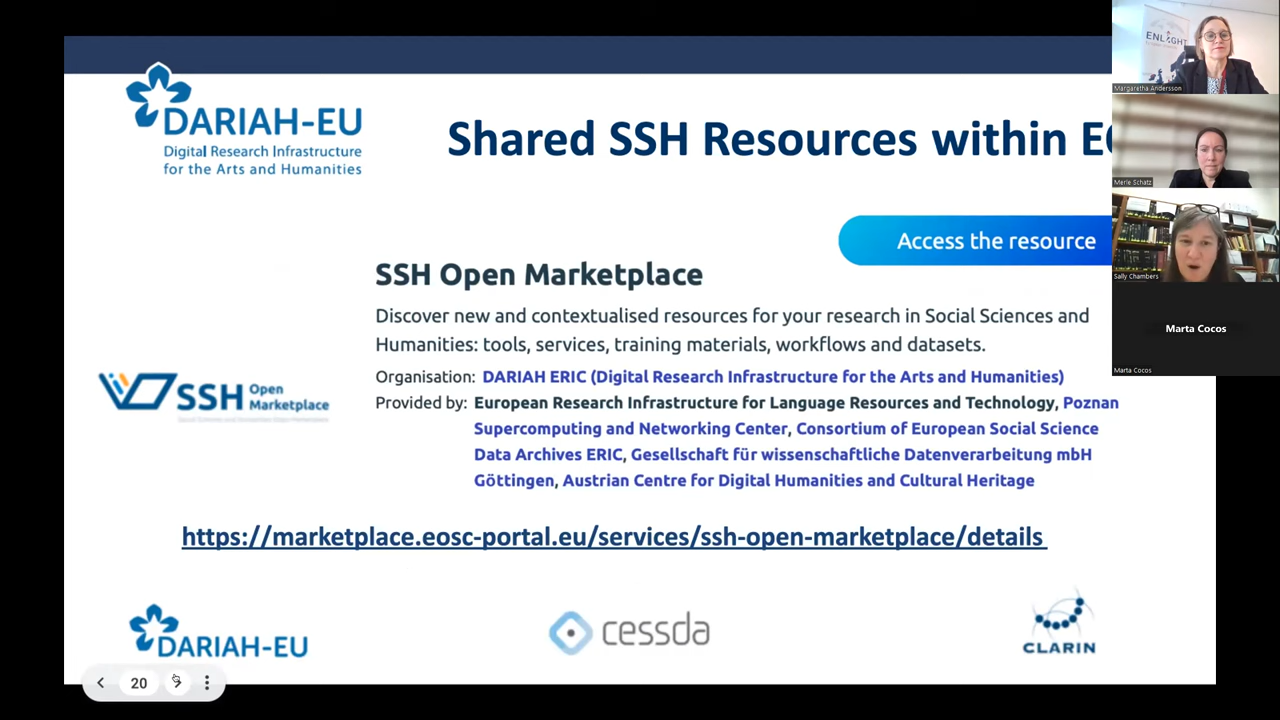 DARIAH-EU
Digital Research Infrastructure
for the Arts and Humanities
Shared SSH Resources within E
Access the resource
SSH Open Marketplace
Discover new and contextualised resources for your research in Social Sciences and
Humanities: tools, services, training materials, workflows and datasets.
Organisation: DARIAH ERIC (Digital Research Infrastructure for the Arts and Humanities)
Provided by: European Research Infrastructure for Language Resources and Technology, Poznan
Supercomputing and Networking Center, Consortium of European Social Science
Data Archives ERIC, Gesellschaft für wissenschaftliche Datenverarbeitung mbH
Göttingen, Austrian Centre for Digital Humanities and Cultural Heritage
SSH Open
Marketplace
https://marketplace.eosc-portal.eu/services/ssh-open-marketplace/details
DARIAH-EU
cessda
CLARIN
20
ENLIGHT
Margaretha Andersson
Merle Schatz
Sally Chambers
Marta Cocos
Marta Cocos